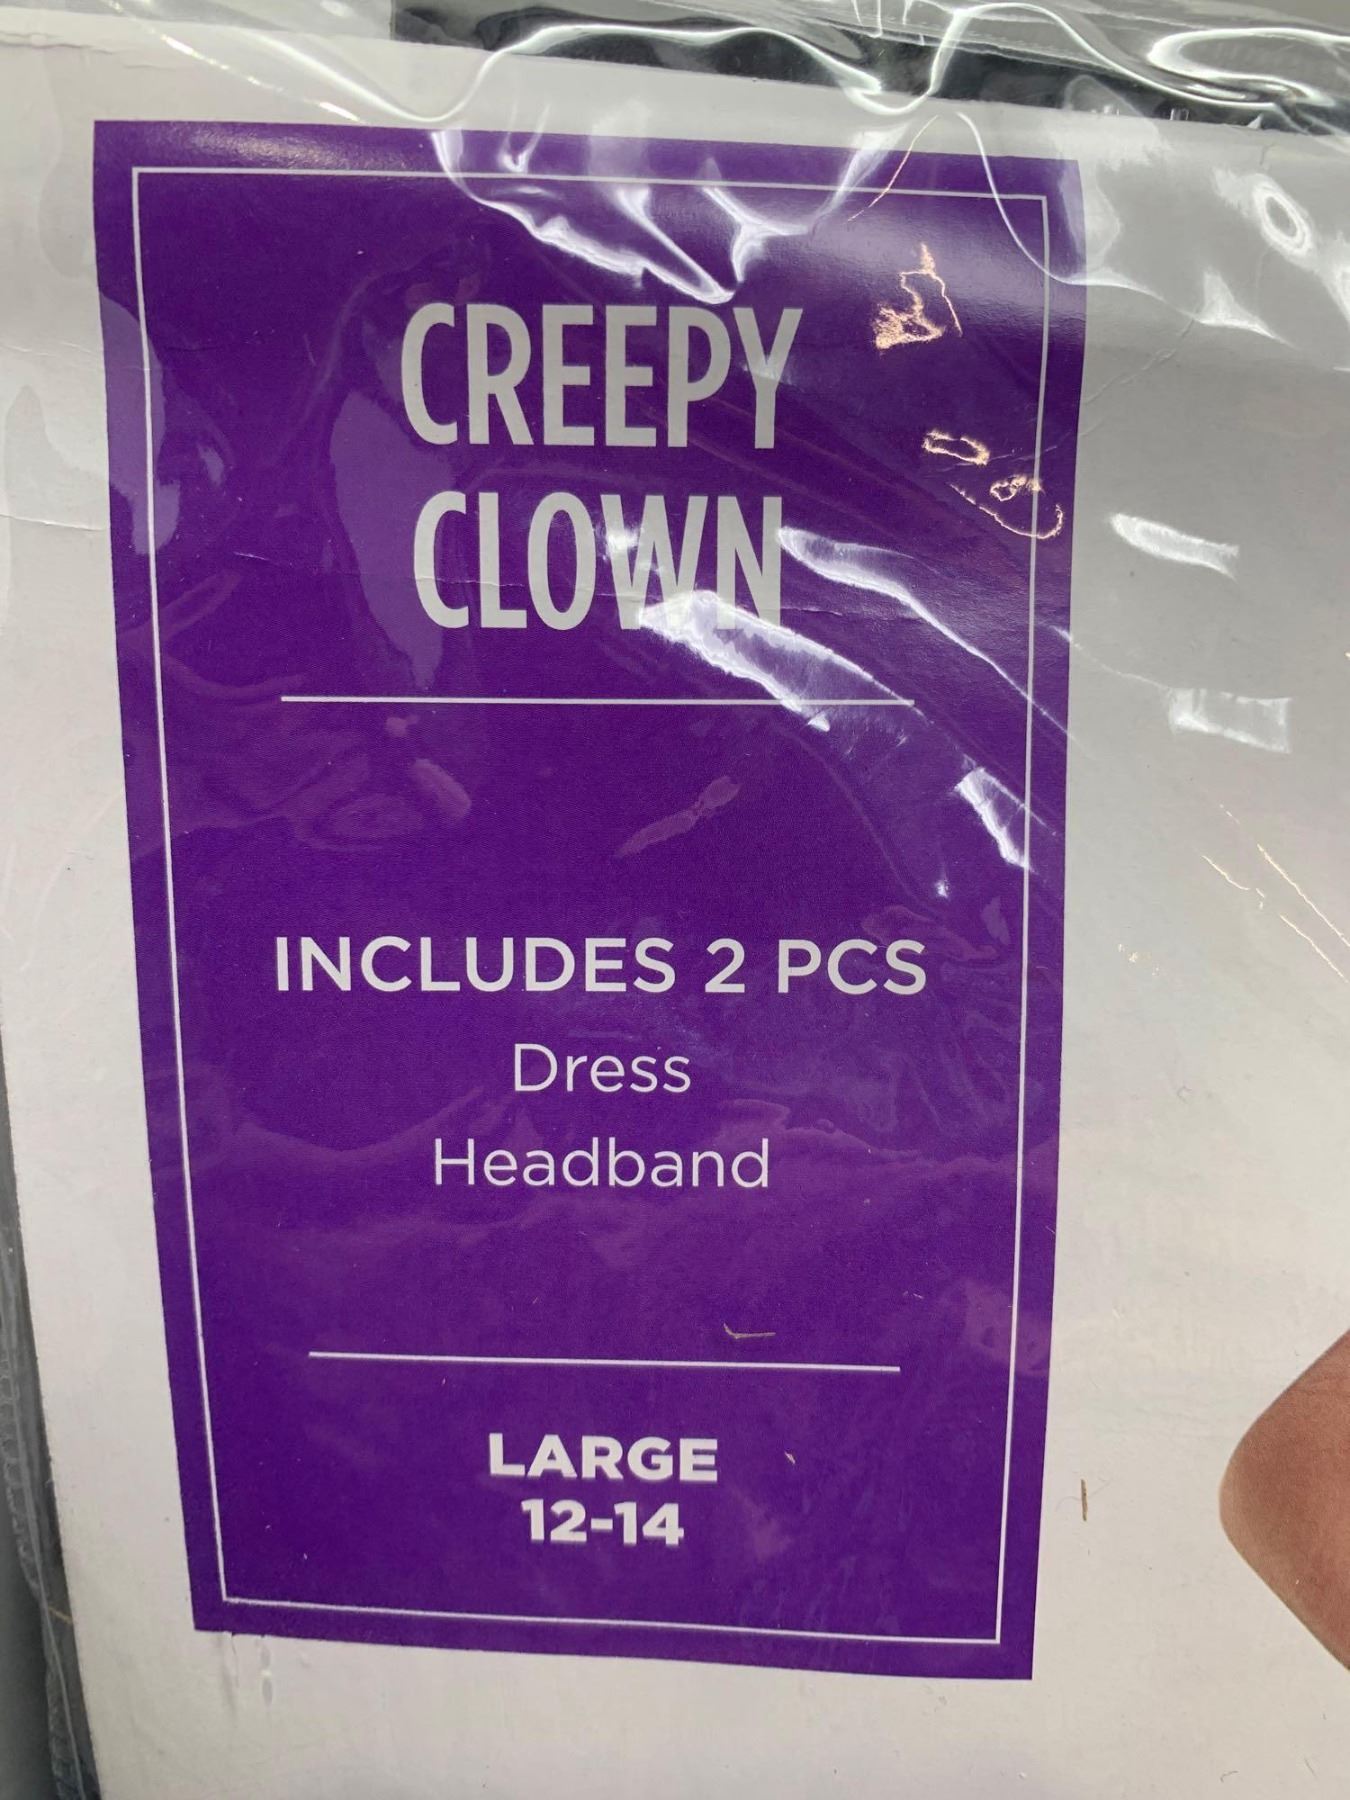 CREEPY
CLOWN
INCLUDES 2 PCS
Dress
Headband
LARGE
12-14